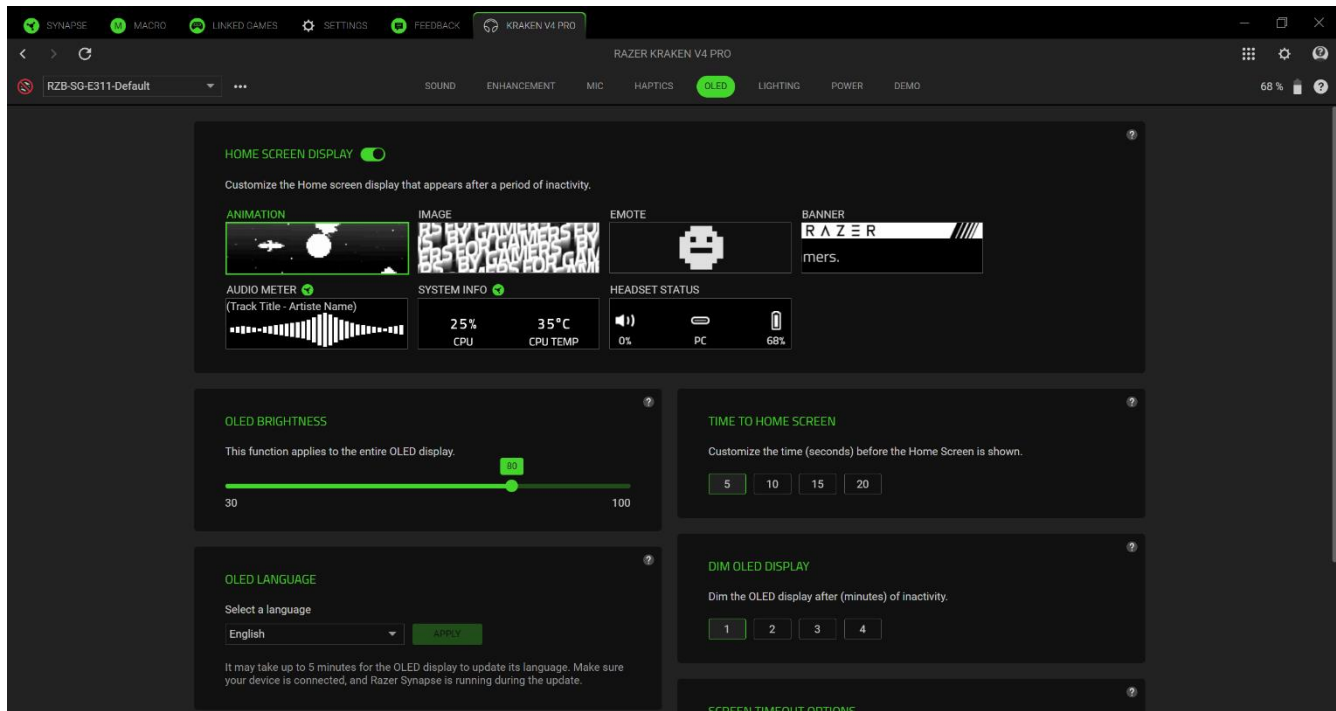 SYNAPSE MACRO LINKED GAMES SETTINGS FEEDBACK KRAKEN V4 PRO
RAZER KRAKEN V4 PRO
RZB-SG-E311-Default
SOUND ENHANCEMENT MIC HAPTICS OLED LIGHTING POWER DEMO
68 %
HOME SCREEN DISPLAY
Customize the Home screen display that appears after a period of inactivity.
ANIMATION IMAGE EMOTE BANNER
BY GAMERS FOR GAMERS
RAZER
mers.
AUDIO METER SYSTEM INFO HEADSET STATUS
(Track Title - Artiste Name)
25% 35°C
CPU CPU TEMP
0% PC 68%
OLED BRIGHTNESS
This function applies to the entire OLED display.
80
30 100
TIME TO HOME SCREEN
Customize the time (seconds) before the Home Screen is shown.
5 10 15 20
OLED LANGUAGE
Select a language
English APPLY
It may take up to 5 minutes for the OLED display to update its language. Make sure
your device is connected, and Razer Synapse is running during the update.
DIM OLED DISPLAY
Dim the OLED display after (minutes) of inactivity.
1 2 3 4
SCREEN TIMEOUT OPTIONS